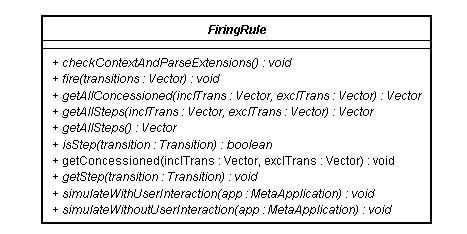 FiringRule
+ checkContextAndParseExtensions() : void
+ fire(transitions : Vector) : void
+ getAllConcessioned(inclTrans : Vector, exclTrans : Vector) : Vector
+ getAllSteps(inclTrans : Vector, exclTrans : Vector) : Vector
+ getAllSteps() : Vector
+ isStep(transition : Transition) : boolean
+ getConcessioned(inclTrans : Vector, exclTrans : Vector) : void
+ getStep(transition : Transition) : void
+ simulateWithUserInteraction(app : MetaApplication) : void
+ simulateWithoutUserInteraction(app : MetaApplication) : void